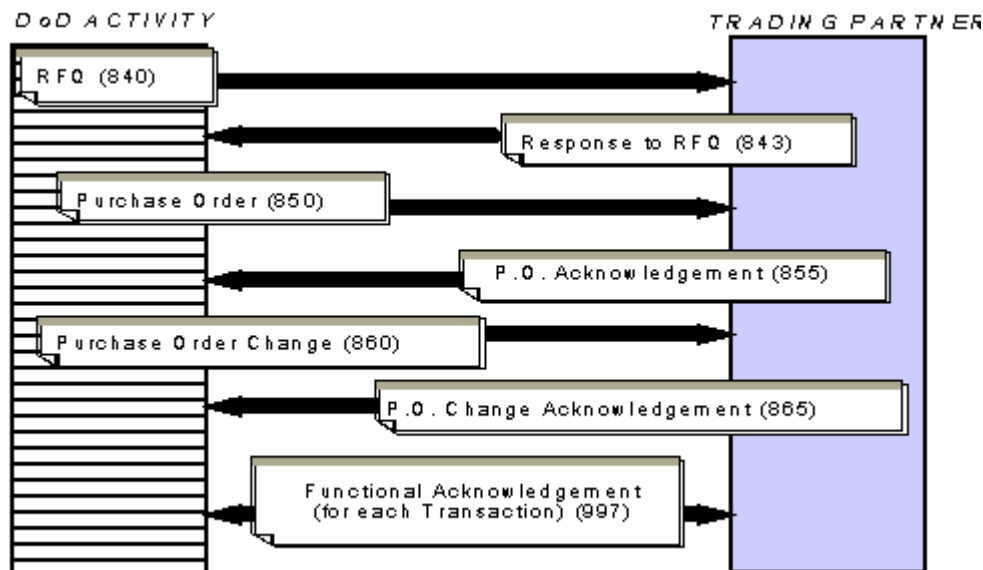 DoD ACTIVITY
TRADING PARTNER
RFQ (840)
Response to RFQ (843)
Purchase Order (850)
P.O. Acknowledgement (855)
Purchase Order Change (860)
P.O. Change Acknowledgement (865)
Functional Acknowledgement
(for each Transaction) (997)